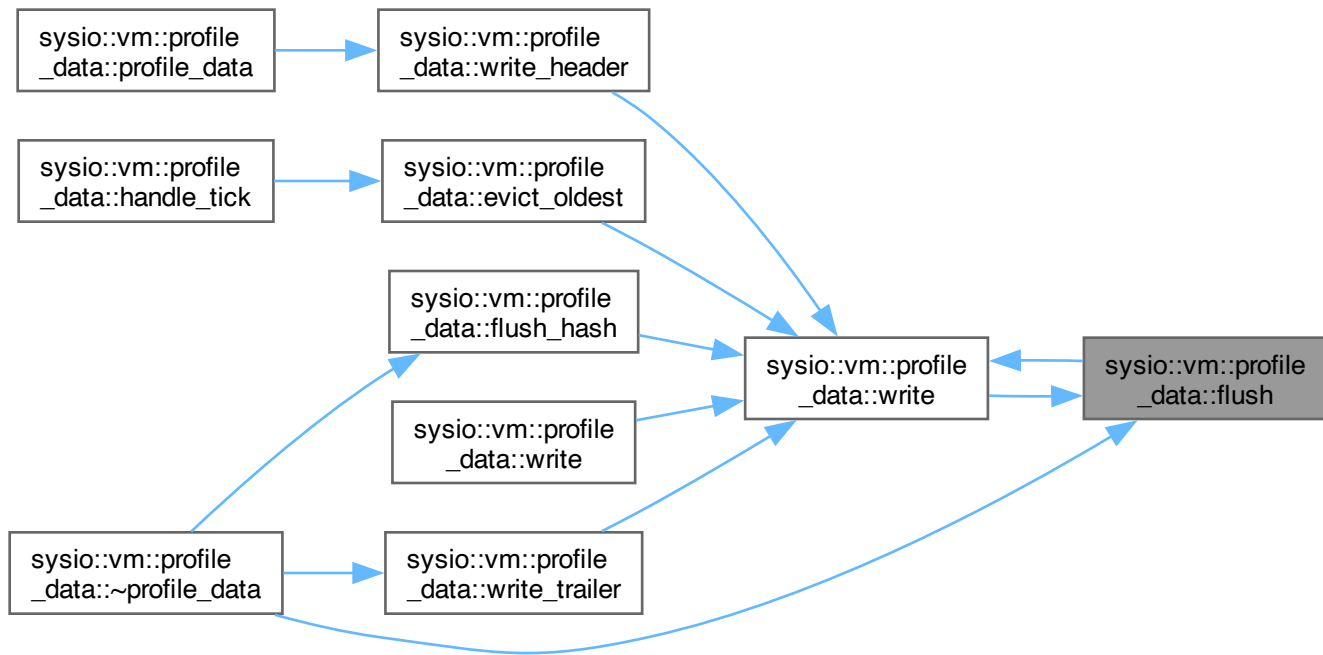 sysio::vm::profile
_data::profile_data
sysio::vm::profile
_data::write_header
sysio::vm::profile
_data::handle_tick
sysio::vm::profile
_data::evict_oldest
sysio::vm::profile
_data::flush_hash
sysio::vm::profile
_data::write
sysio::vm::profile
_data::flush
sysio::vm::profile
_data::write
sysio::vm::profile
_data::~profile_data
sysio::vm::profile
_data::write_trailer